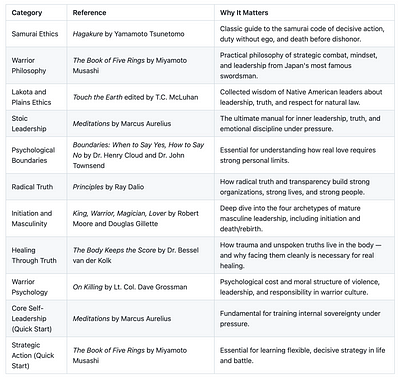 Category Reference Why It Matters
Samurai Ethics Hagakure by Yamamoto Tsunetomo Classic guide to the samurai code of decisive action,
duty without ego, and death before dishonor.
Warrior
Philosophy
The Book of Five Rings by Miyamoto
Musashi
Practical philosophy of strategic combat, mindset,
and leadership from Japan's most famous
swordsman.
Lakota and
Plains Ethics
Touch the Earth edited by T.C. McLuhan
Collected wisdom of Native American leaders about
leadership, truth, and respect for natural law.
Stoic
Leadership
Meditations by Marcus Aurelius
The ultimate manual for inner leadership, truth, and
emotional discipline under pressure.
Psychological
Boundaries
Boundaries: When to Say Yes, How to Say
No by Dr. Henry Cloud and Dr. John
Townsend
Essential for understanding how real love requires
strong personal limits.
Radical Truth
Principles by Ray Dalio
How radical truth and transparency build strong
organizations, strong lives, and strong people.
Initiation and
Masculinity
King, Warrior, Magician, Lover by Robert
Moore and Douglas Gillette
Deep dive into the four archetypes of mature
masculine leadership, including initiation and
death/rebirth.
Healing
Through Truth
The Body Keeps the Score by Dr. Bessel
van der Kolk
How trauma and unspoken truths live in the body —
and why facing them cleanly is necessary for real
healing.
Warrior
Psychology
On Killing by Lt. Col. Dave Grossman
Psychological cost and moral structure of violence,
leadership, and responsibility in warrior culture.
Core Self-
Leadership
(Quick Start)
Meditations by Marcus Aurelius
Fundamental for training internal sovereignty under
pressure.
Strategic
Action (Quick
Start)
The Book of Five Rings by Miyamoto
Musashi
Essential for learning flexible, decisive strategy in life
and battle.